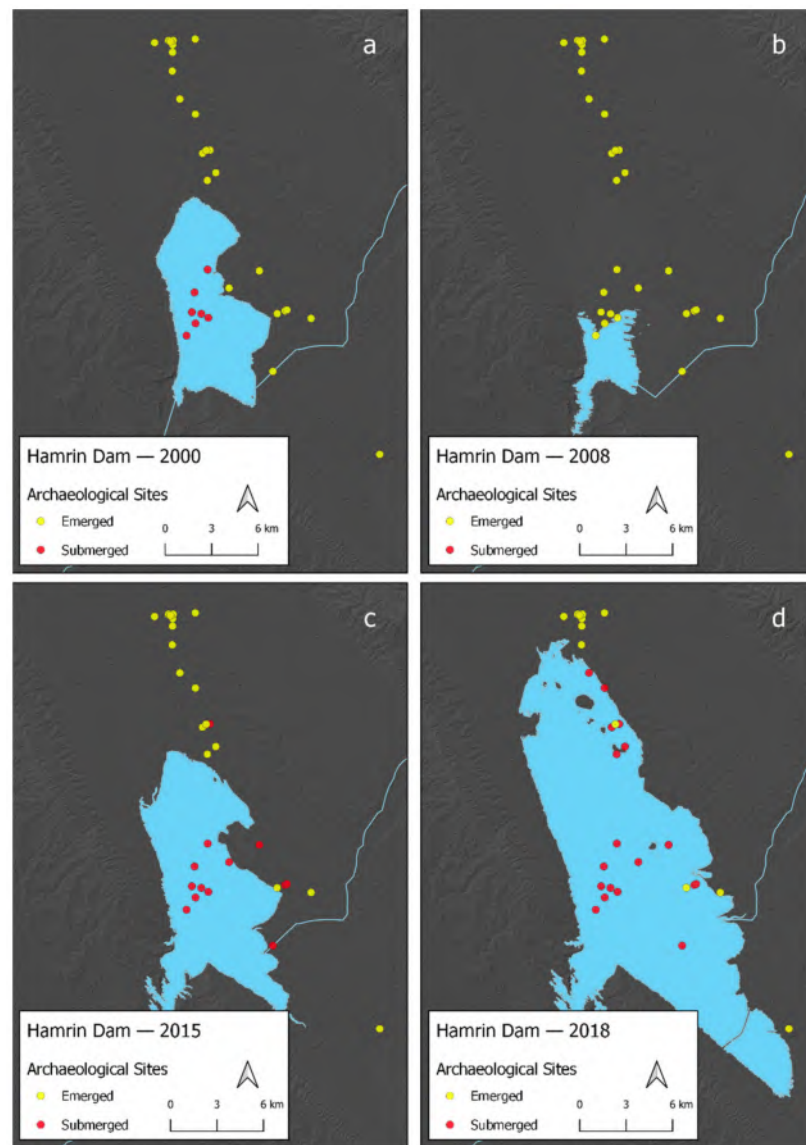 a
Hamrin Dam — 2000
Archaeological Sites
Emerged
Submerged
0 3 6 km
b
Hamrin Dam — 2008
Archaeological Sites
Emerged
Submerged
0 3 6 km
c
Hamrin Dam — 2015
Archaeological Sites
Emerged
Submerged
0 3 6 km
d
Hamrin Dam — 2018
Archaeological Sites
Emerged
Submerged
0 3 6 km